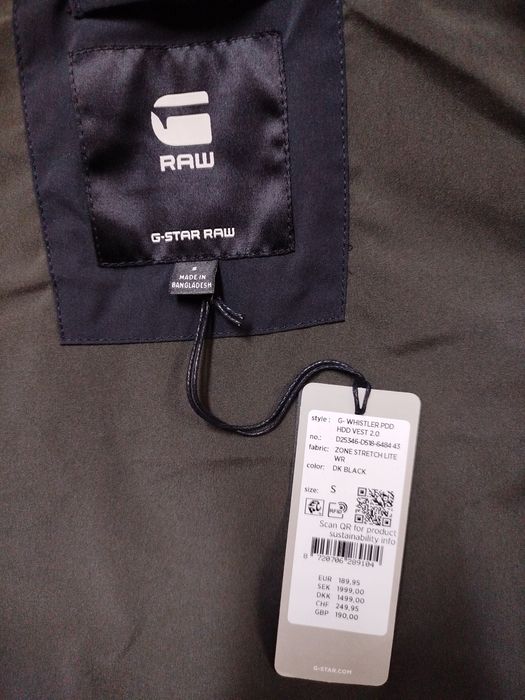 RAW
G-STAR RAW
S
MADE IN
BANGLADESH
style : G- WHISTLER PDD
HDD VEST 2.0.
no.: D25346-D518-6484 43
fabric: ZONE STRETCH LITE
WR
color: DK BLACK
size: S
RFID
Scan QR for product
sustainability info
8 720706 289104
EUR 189,95
SEK 1999,00
DKK 1499,00
CHF 249,95
GBP 190,00
G-STAR.COM